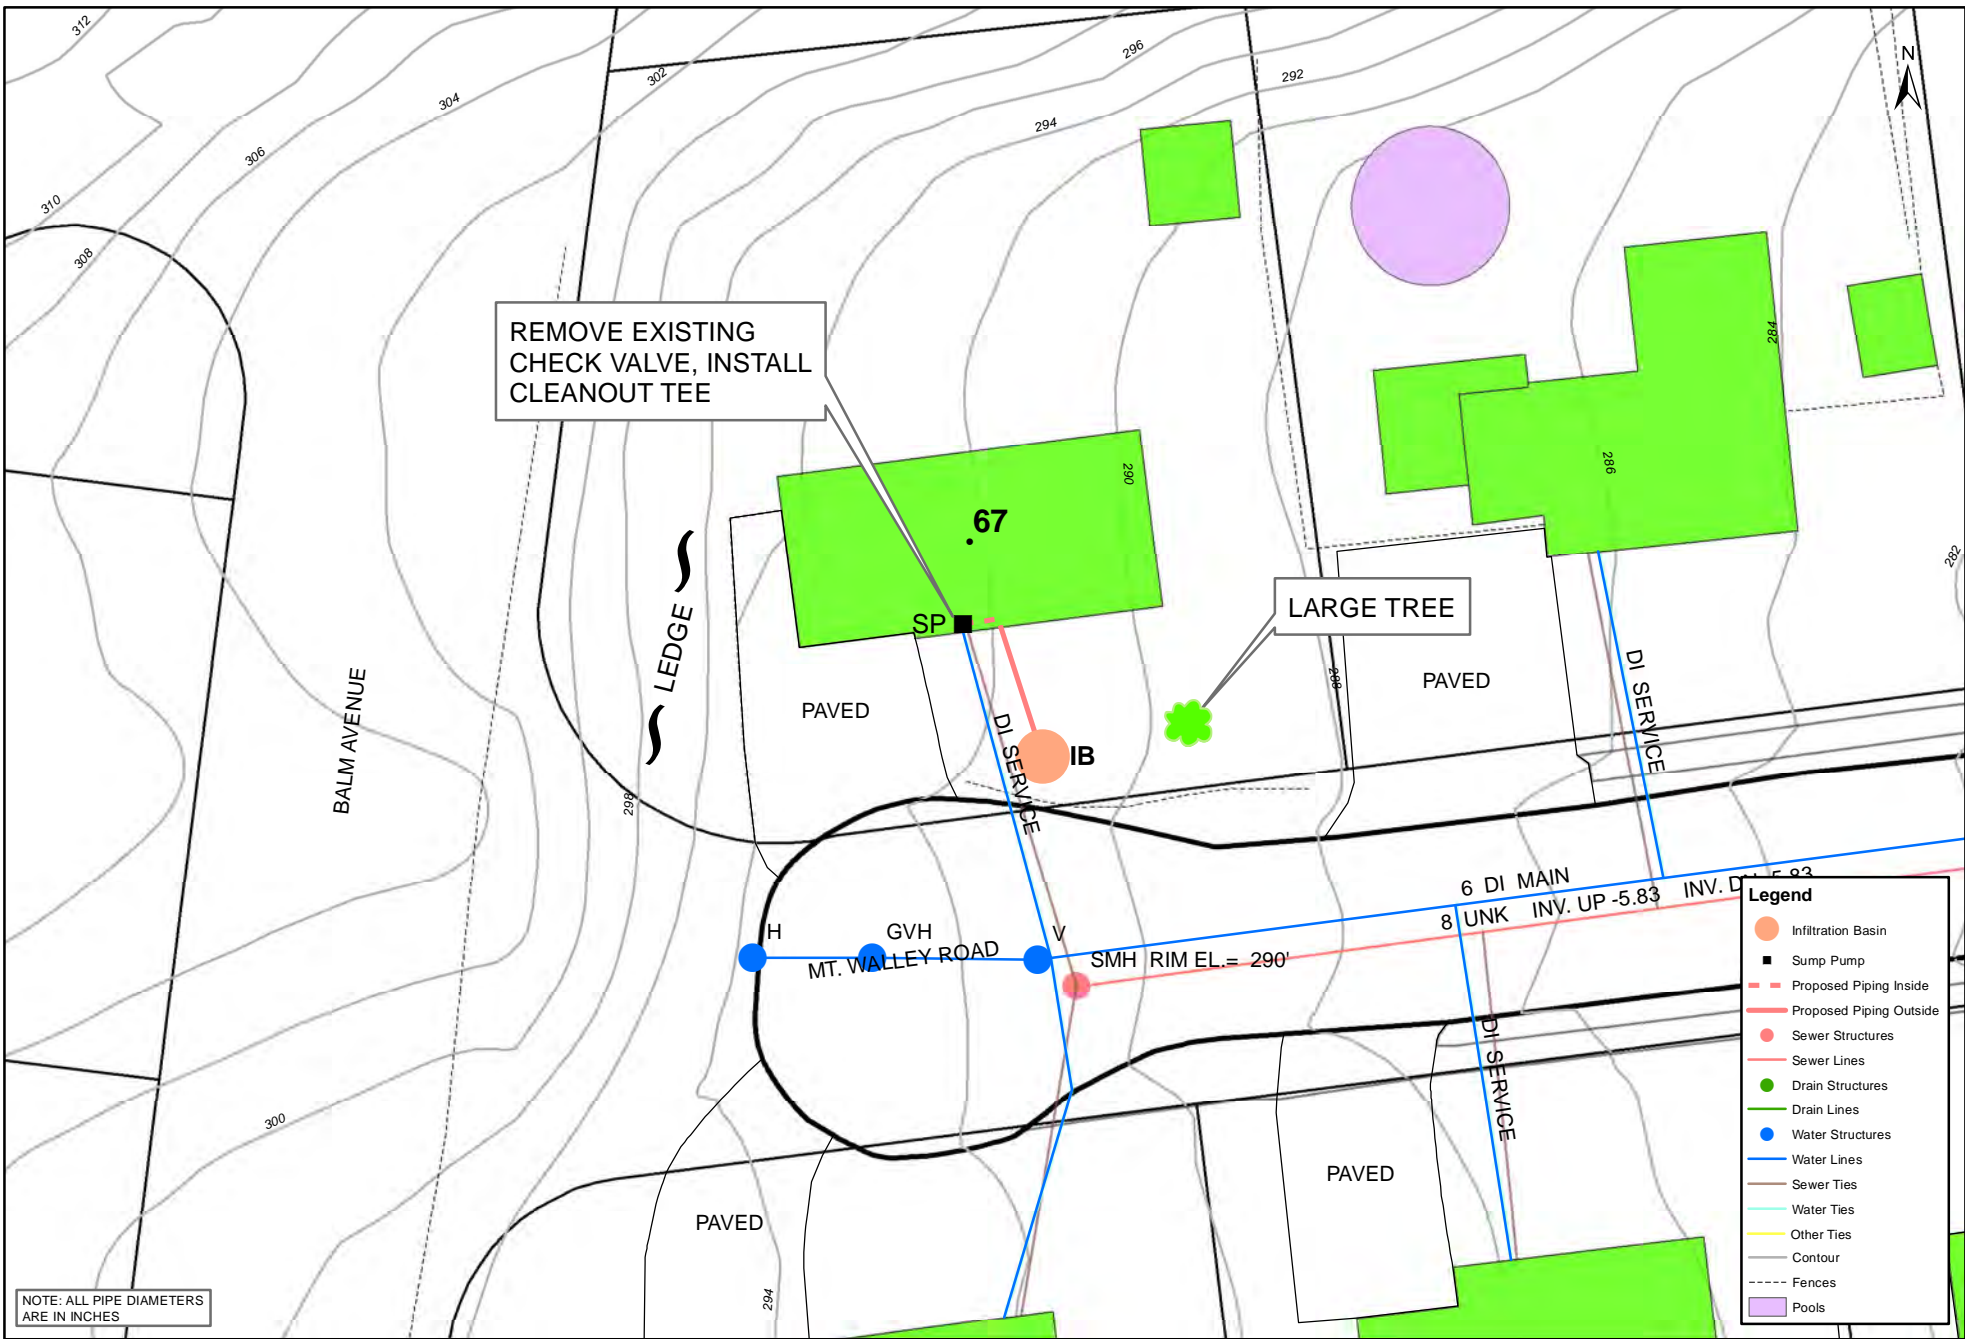 312
302
296
292
N
304
294
306
310
308
REMOVE EXISTING
CHECK VALVE, INSTALL
CLEANOUT TEE
284
290
286
67
282
LEDGE
SP
LARGE TREE
BALM AVENUE
PAVED
288
PAVED
DI SERVICE
DI SERVICE
IB
298
6 DI MAIN
8 UNK
INV. UP -5.83
INV.
H
GVH
V
MT. WALLEY ROAD
SMH RIM EL.= 290'
DI SERVICE
300
PAVED
PAVED
294
NOTE: ALL PIPE DIAMETERS
ARE IN INCHES
Legend
Infiltration Basin
Sump Pump
Proposed Piping Inside
Proposed Piping Outside
Sewer Structures
Sewer Lines
Drain Structures
Drain Lines
Water Structures
Water Lines
Sewer Ties
Water Ties
Other Ties
Contour
Fences
Pools